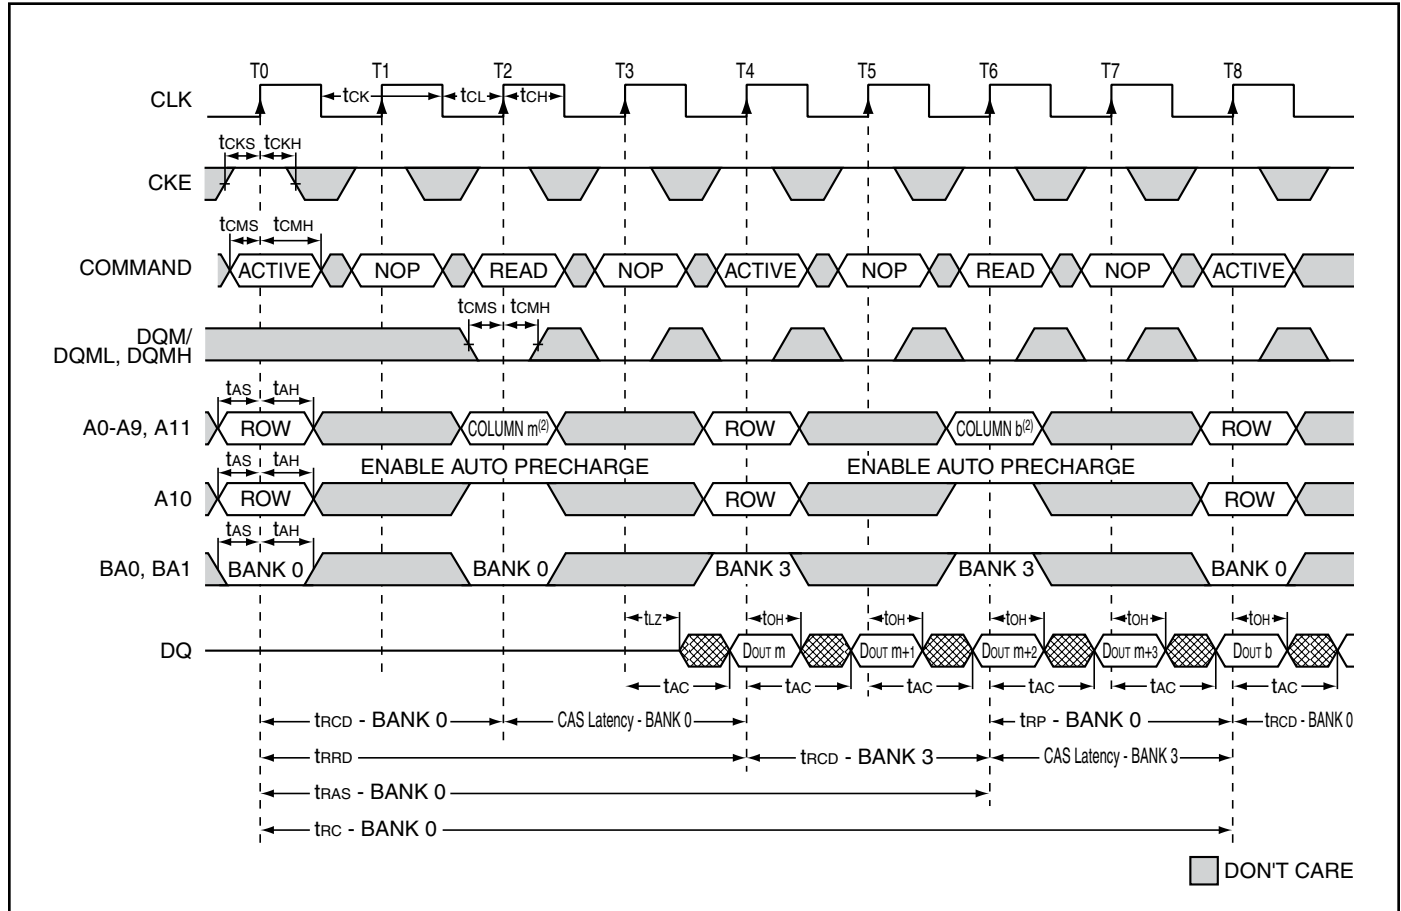 T0 T1 T2 T3 T4 T5 T6 T7 T8
CLK tCK tCL tCH
tCKS tCKH
CKE
tCMS tCMH
COMMAND ACTIVE NOP READ NOP ACTIVE NOP READ NOP ACTIVE
tCMS tCMH
DQM/
DQML, DQMH
tAS tAH
A0-A9, A11 ROW COLUMN m(2) ROW COLUMN b(2) ROW
tAS tAH ENABLE AUTO PRECHARGE ENABLE AUTO PRECHARGE
A10 ROW ROW ROW
tAS tAH
BA0, BA1 BANK 0 BANK 0 BANK 3 BANK 3 BANK 0
tLZ tOH tOH tOH tOH tOH
DQ DOUT m DOUT m+1 DOUT m+2 DOUT m+3 DOUT b
tAC tAC tAC tAC tAC tAC
tRCD - BANK 0 CAS Latency - BANK 0 tRP - BANK 0 tRCD - BANK 0
tRRD tRCD - BANK 3 CAS Latency - BANK 3
tRAS - BANK 0
tRC - BANK 0
DON'T CARE